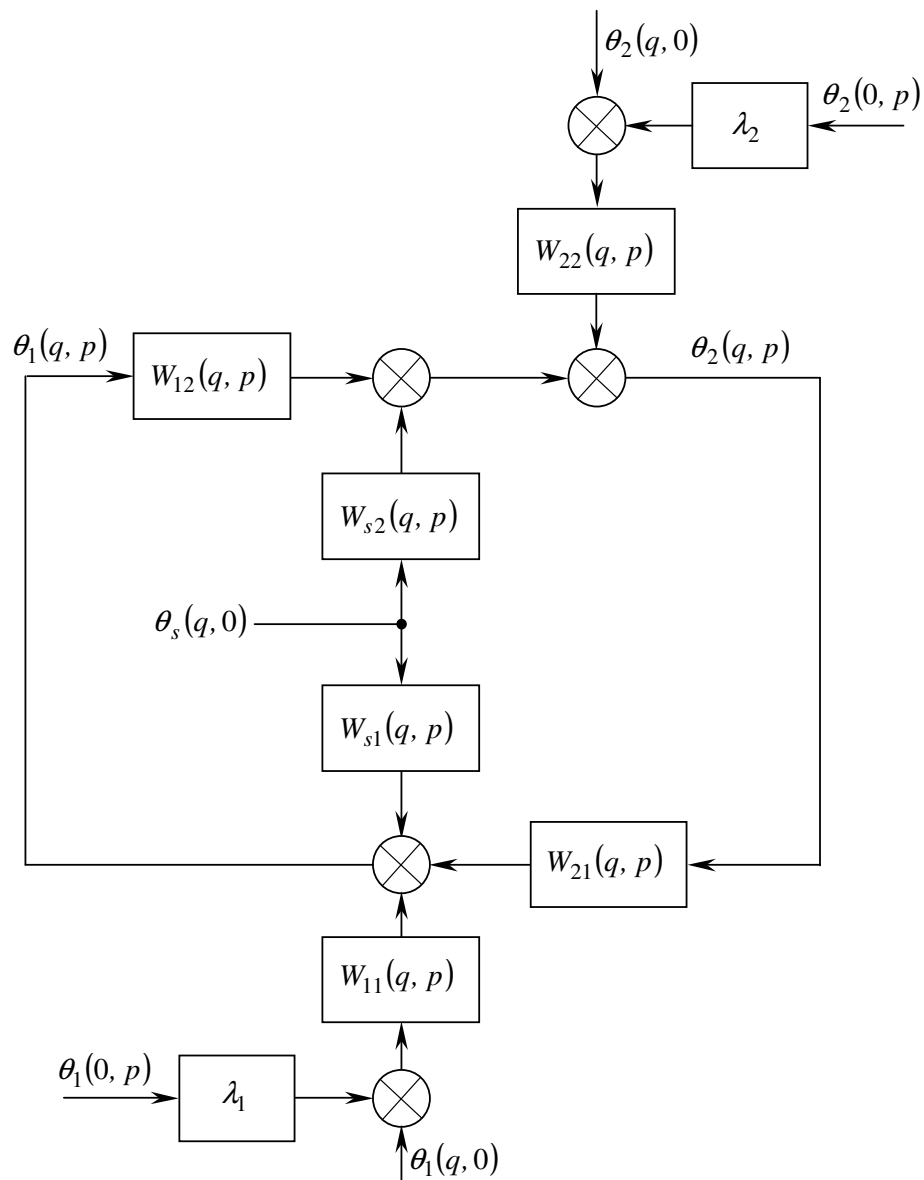 θ₂(q, 0)
θ₂(0, p)
λ₂
W₂₂(q, p)
θ₁(q, p)
θ₂(q, p)
W₁₂(q, p)
Wₛ₂(q, p)
θₛ(q, 0)
Wₛ₁(q, p)
W₂₁(q, p)
W₁₁(q, p)
θ₁(0, p)
λ₁
θ₁(q, 0)